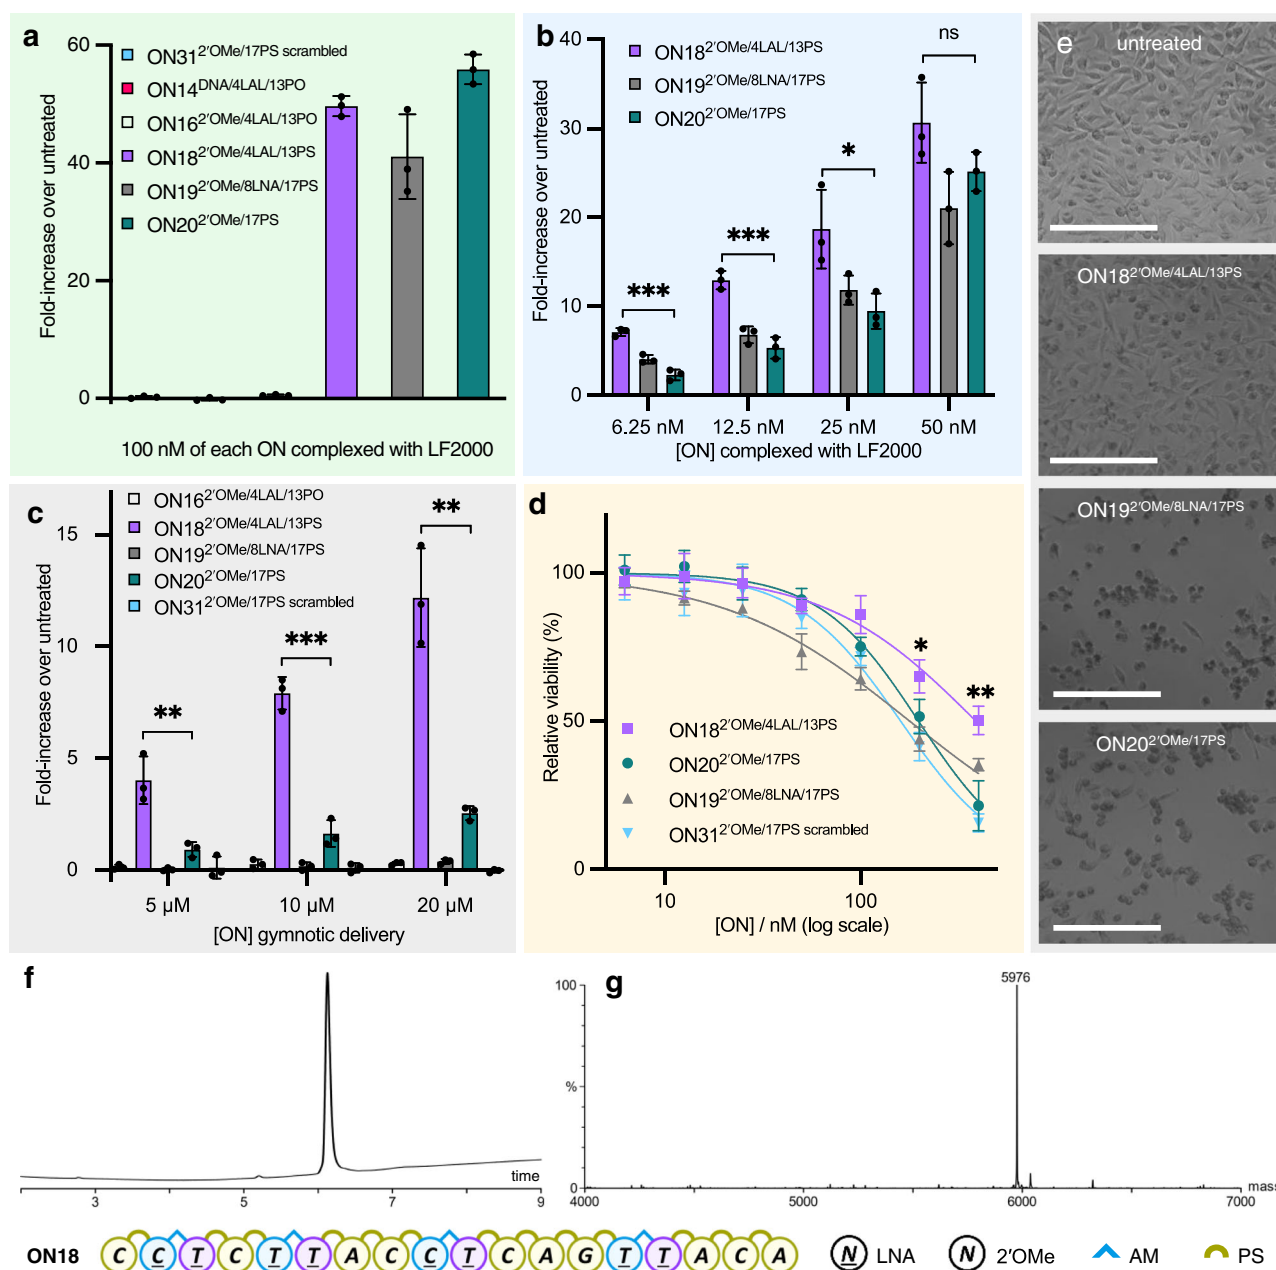 a
60
40
20
0
Fold-increase over untreated
ON31 2′OMe/17PS scrambled
ON14 DNA/4LAL/13PO
ON16 2′OMe/4LAL/13PO
ON18 2′OMe/4LAL/13PS
ON19 2′OMe/8LNA/17PS
ON20 2′OMe/17PS
100 nM of each ON complexed with LF2000
b
40
30
20
10
0
Fold-increase over untreated
ON18 2′OMe/4LAL/13PS
ON19 2′OMe/8LNA/17PS
ON20 2′OMe/17PS
***
***
*
ns
6.25 nM 12.5 nM 25 nM 50 nM
[ON] complexed with LF2000
c
15
10
5
0
Fold-increase over untreated
ON16 2′OMe/4LAL/13PO
ON18 2′OMe/4LAL/13PS
ON19 2′OMe/8LNA/17PS
ON20 2′OMe/17PS
ON31 2′OMe/17PS scrambled
**
***
**
5 µM 10 µM 20 µM
[ON] gymnotic delivery
d
100
50
0
Relative viability (%)
*
**
ON18 2′OMe/4LAL/13PS
ON20 2′OMe/17PS
ON19 2′OMe/8LNA/17PS
ON31 2′OMe/17PS scrambled
10 100
[ON] / nM (log scale)
e
untreated
ON18 2′OMe/4LAL/13PS
ON19 2′OMe/8LNA/17PS
ON20 2′OMe/17PS
f
time
3 5 7 9
g
5976
100
%
0
4000 5000 6000 7000
mass
ON18 C C T C T T A C C T C A G T T A C A
N LNA N 2′OMe AM PS